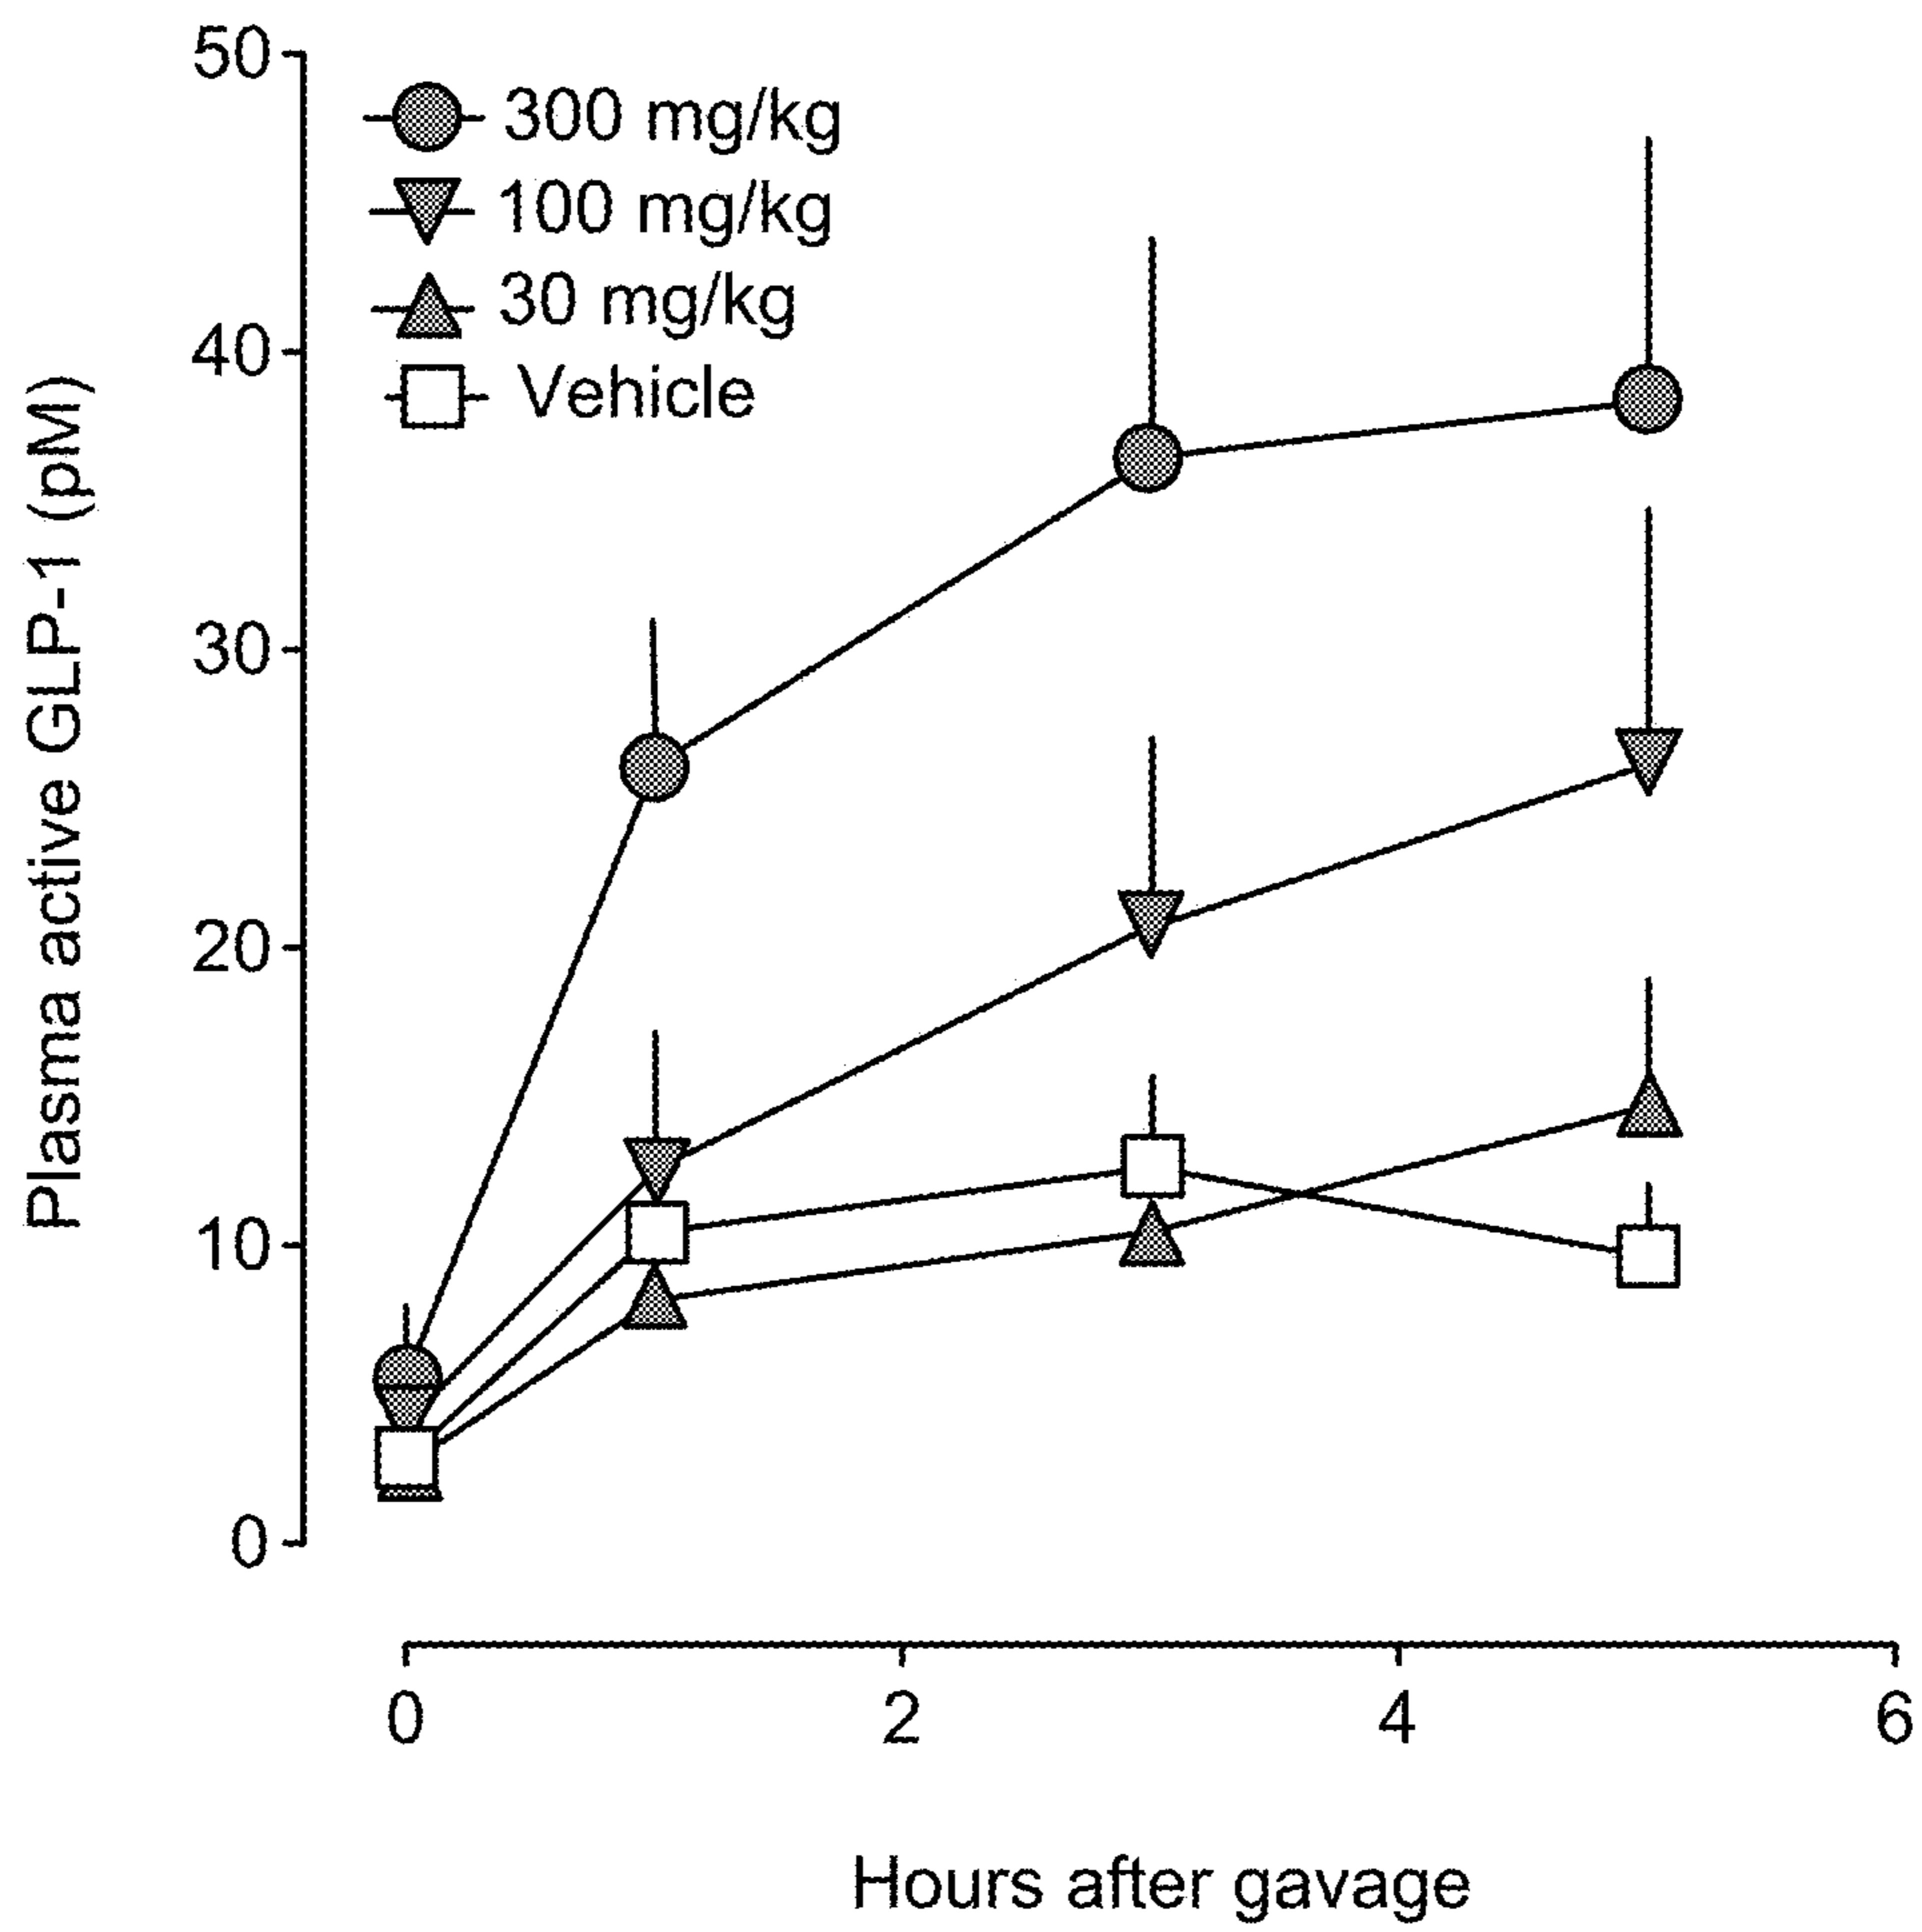 50
40
30
20
10
0
Plasma active GLP-1 (pM)
300 mg/kg
100 mg/kg
30 mg/kg
Vehicle
0 2 4 6
Hours after gavage